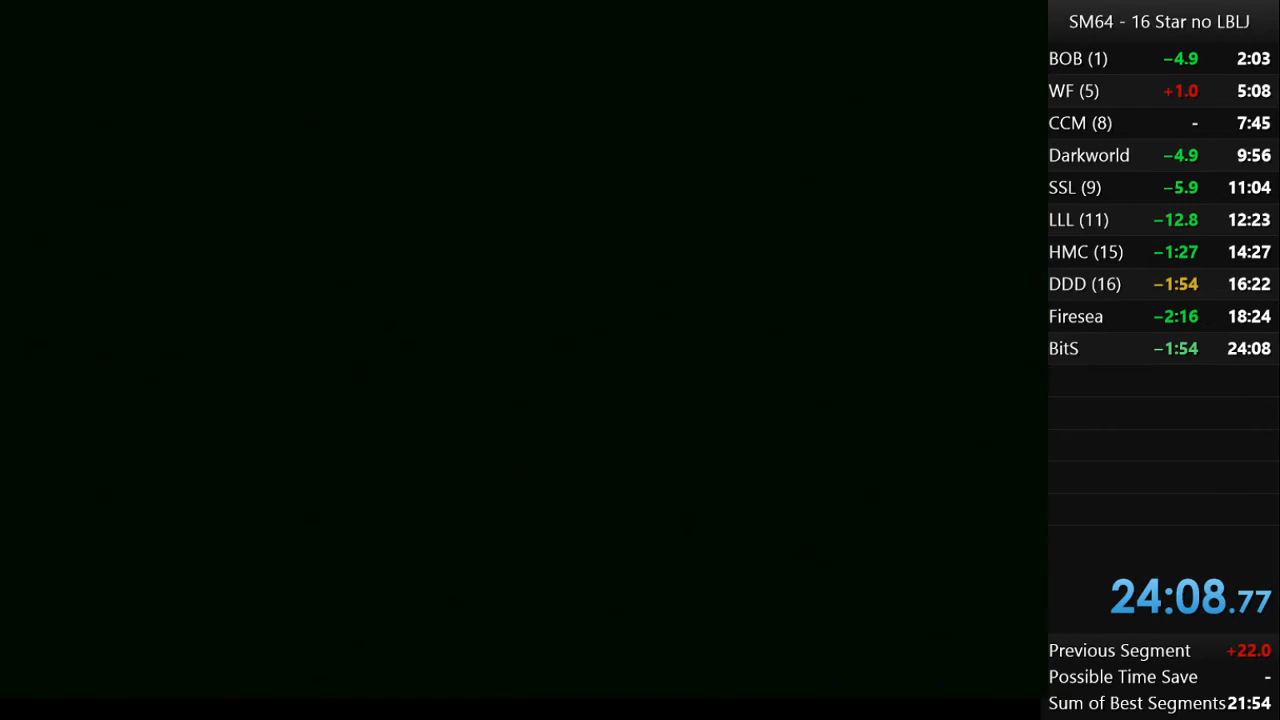 SM64 - 16 Star no LBLJ
BOB (1) −4.9 2:03
WF (5) +1.0 5:08
CCM (8) - 7:45
Darkworld −4.9 9:56
SSL (9) −5.9 11:04
LLL (11) −12.8 12:23
HMC (15) −1:27 14:27
DDD (16) −1:54 16:22
Firesea −2:16 18:24
BitS −1:54 24:08
24:08.77
Previous Segment +22.0
Possible Time Save -
Sum of Best Segments 21:54